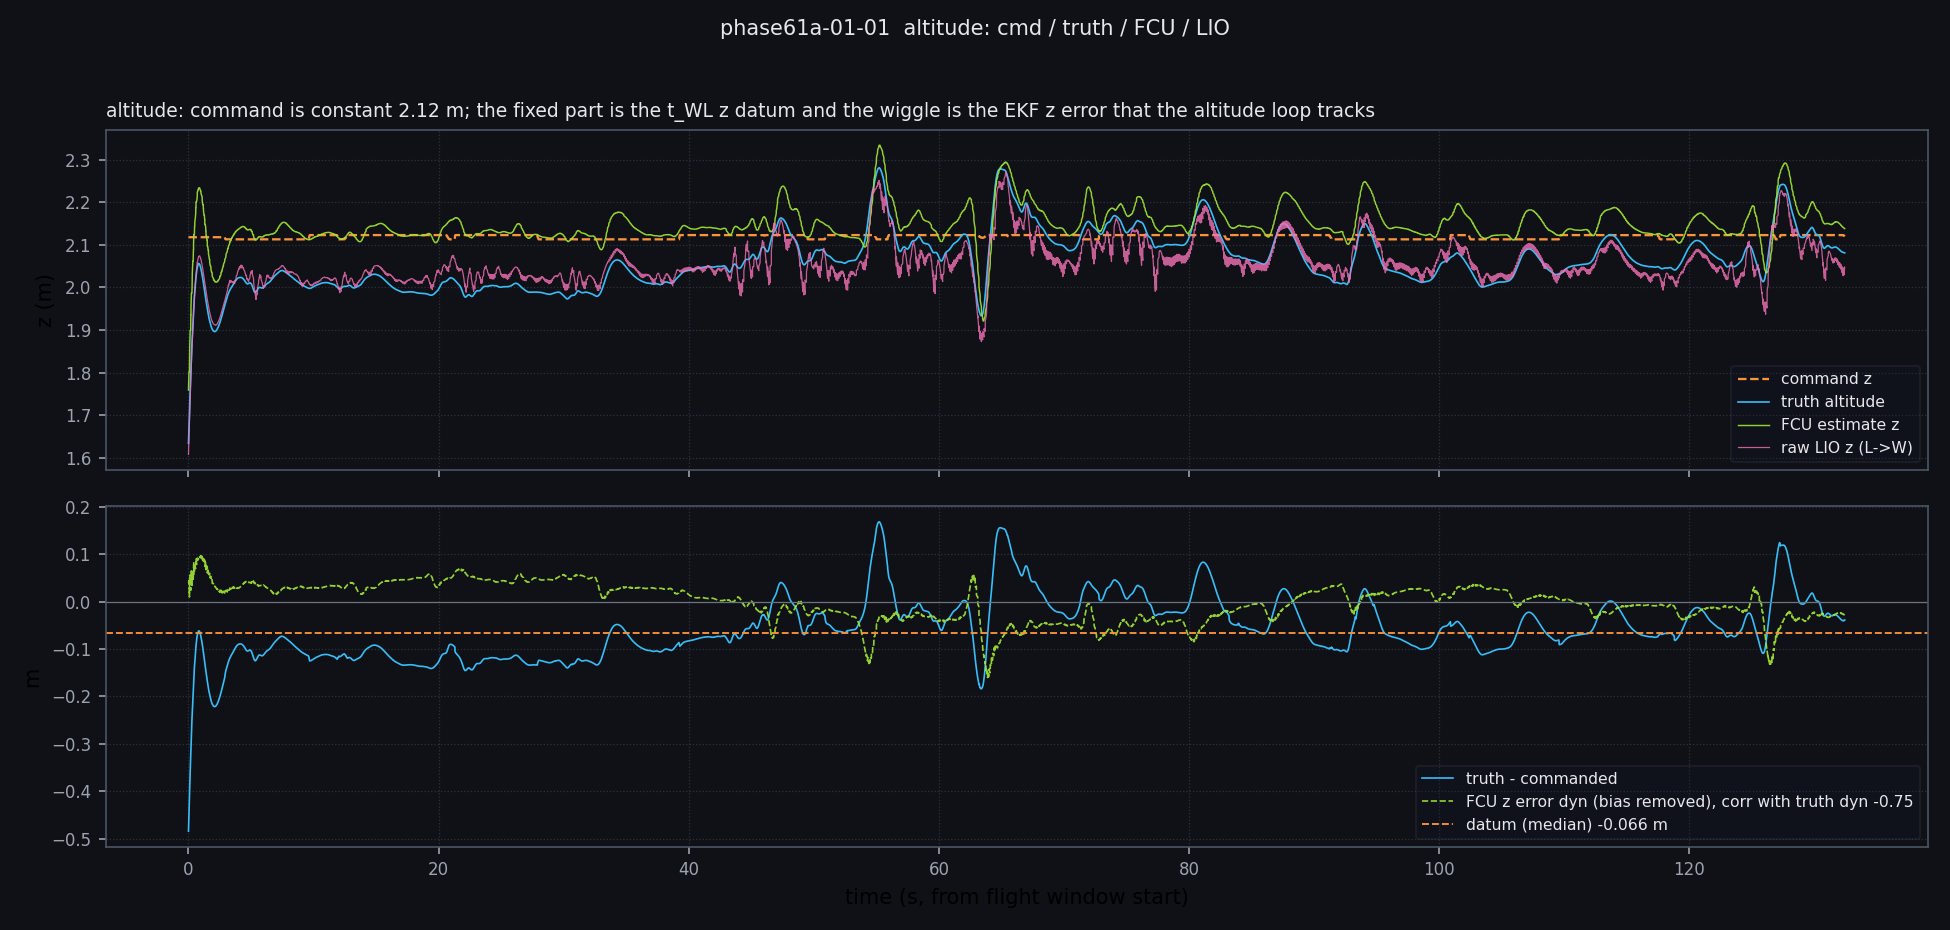 phase61a-01-01  altitude: cmd / truth / FCU / LIO
altitude: command is constant 2.12 m; the fixed part is the t_WL z datum and the wiggle is the EKF z error that the altitude loop tracks
z (m)
2.3
2.2
2.1
2.0
1.9
1.8
1.7
1.6
command z
truth altitude
FCU estimate z
raw LIO z (L->W)
m
0.2
0.1
0.0
−0.1
−0.2
−0.3
−0.4
−0.5
truth - commanded
FCU z error dyn (bias removed), corr with truth dyn -0.75
datum (median) -0.066 m
0 20 40 60 80 100 120
time (s, from flight window start)